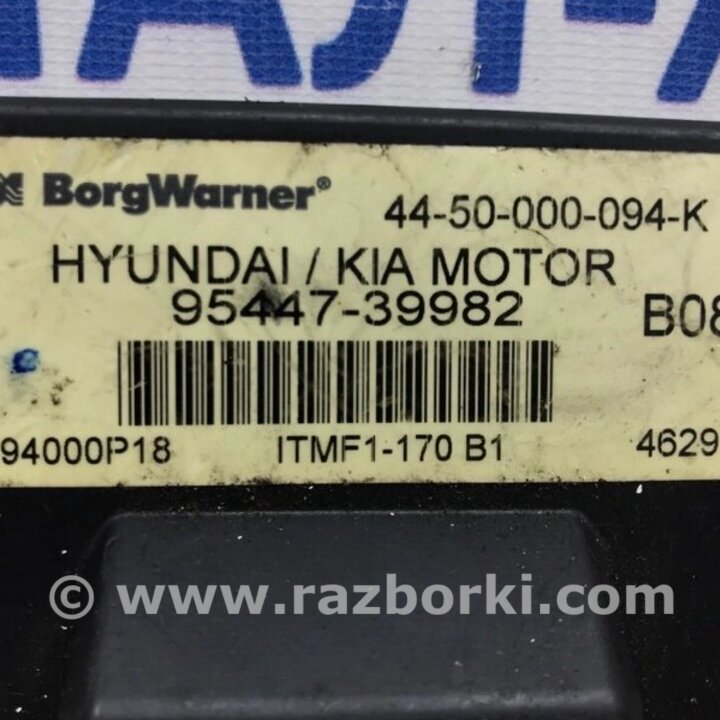 BorgWarner® 44-50-000-094-K
HYUNDAI / KIA MOTOR
95447-39982 B08
94000P18 ITMF1-170 B1 4629
© www.razborki.com